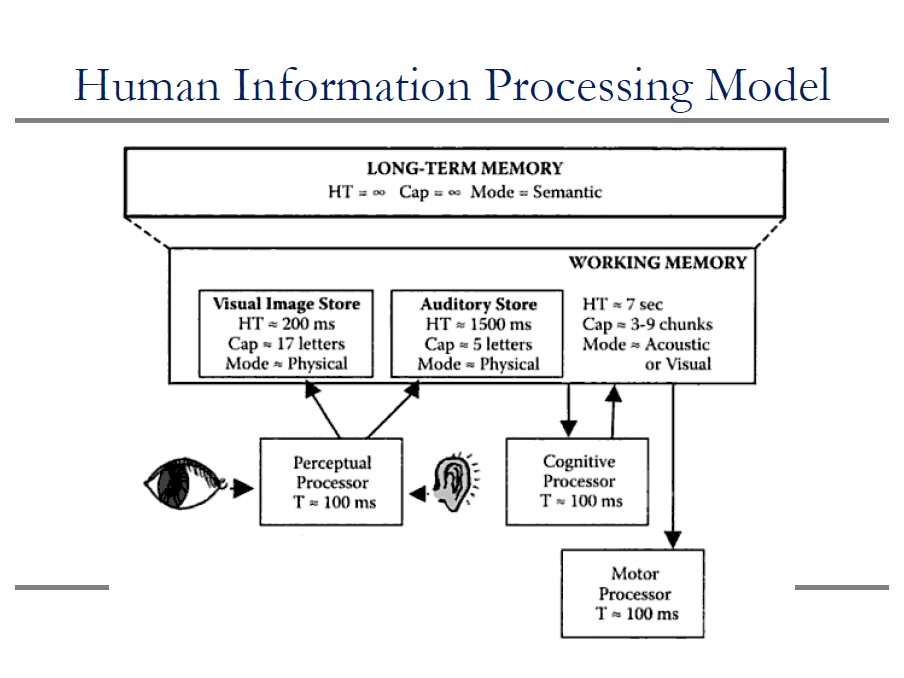 Human Information Processing Model
LONG-TERM MEMORY
HT = ∞ Cap = ∞ Mode = Semantic
WORKING MEMORY
Visual Image Store
HT ≈ 200 ms
Cap ≈ 17 letters
Mode ≈ Physical
Auditory Store
HT ≈ 1500 ms
Cap ≈ 5 letters
Mode ≈ Physical
HT ≈ 7 sec
Cap ≈ 3-9 chunks
Mode ≈ Acoustic
or Visual
Perceptual
Processor
T ≈ 100 ms
Cognitive
Processor
T ≈ 100 ms
Motor
Processor
T ≈ 100 ms